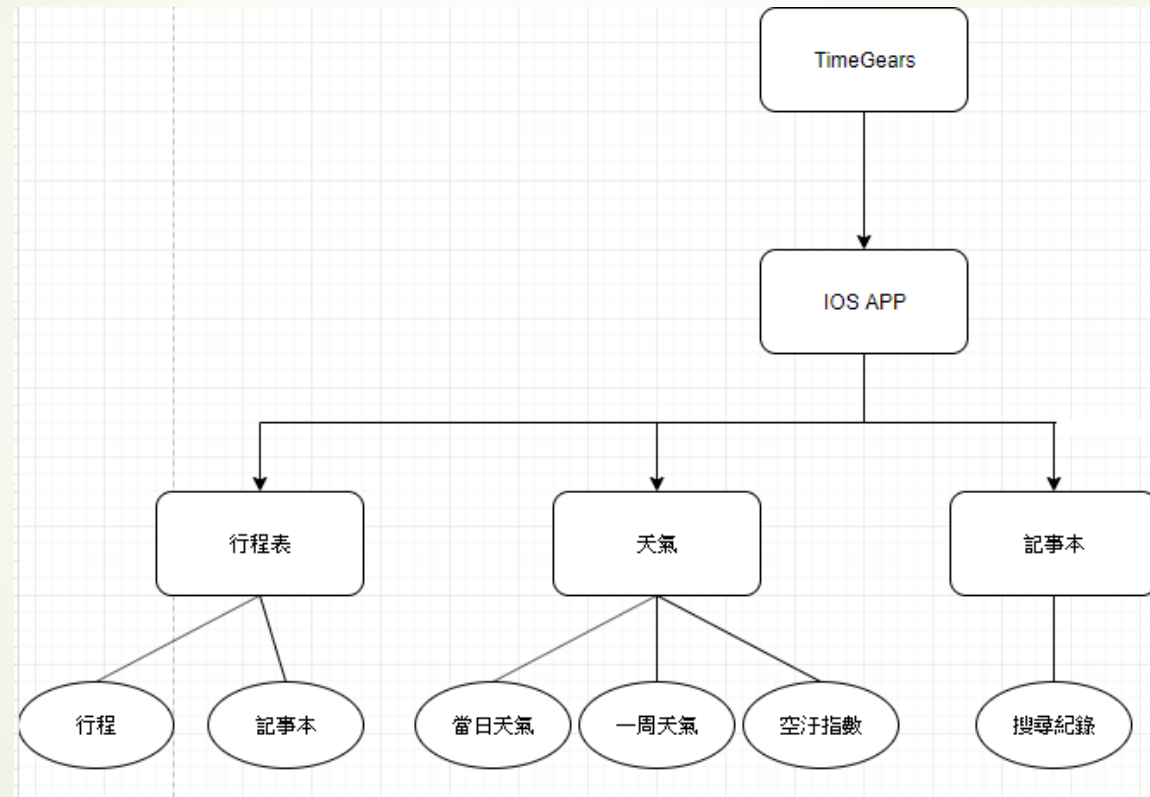 TimeGears
IOS APP
行程表
天氣
記事本
行程
記事本
當日天氣
一周天氣
空汙指數
搜尋紀錄